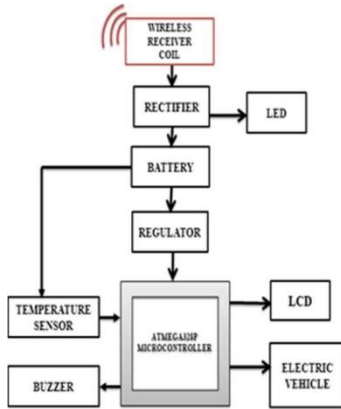 WIRELESS
RECEIVER
COIL
RECTIFIER
LED
BATTERY
REGULATOR
TEMPERATURE
SENSOR
ATMEGA328P
MICROCONTROLLER
LCD
BUZZER
ELECTRIC
VEHICLE